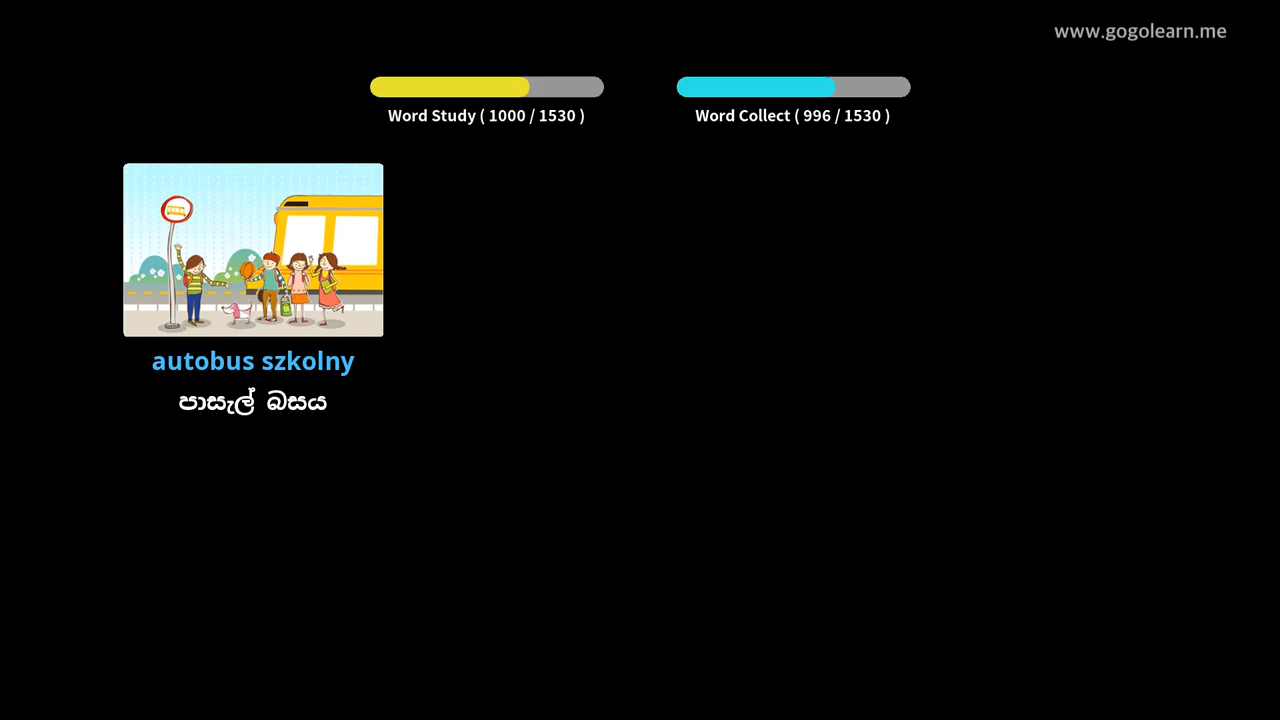 www.gogolearn.me
Word Study ( 1000 / 1530 )
Word Collect ( 996 / 1530 )
autobus szkolny
පාසැල් බසය